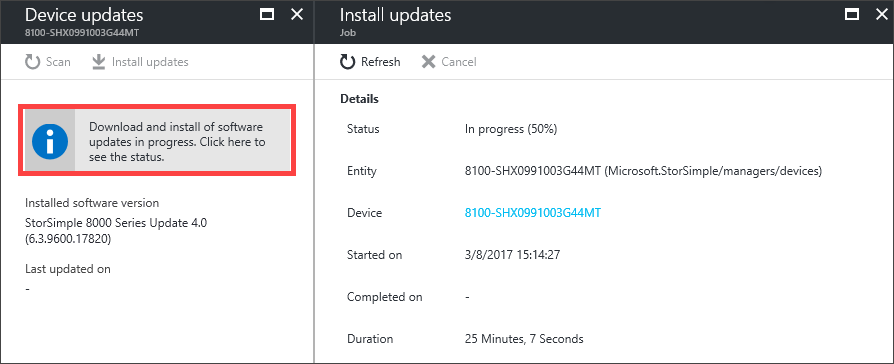 Device updates
8100-SHX0991003G44MT
Scan
Install updates
Download and install of software
updates in progress. Click here to
see the status.
Installed software version
StorSimple 8000 Series Update 4.0
(6.3.9600.17820)
Last updated on
-
Install updates
Job
Refresh
Cancel
Details
Status In progress (50%)
Entity 8100-SHX0991003G44MT (Microsoft.StorSimple/managers/devices)
Device 8100-SHX0991003G44MT
Started on 3/8/2017 15:14:27
Completed on -
Duration 25 Minutes, 7 Seconds